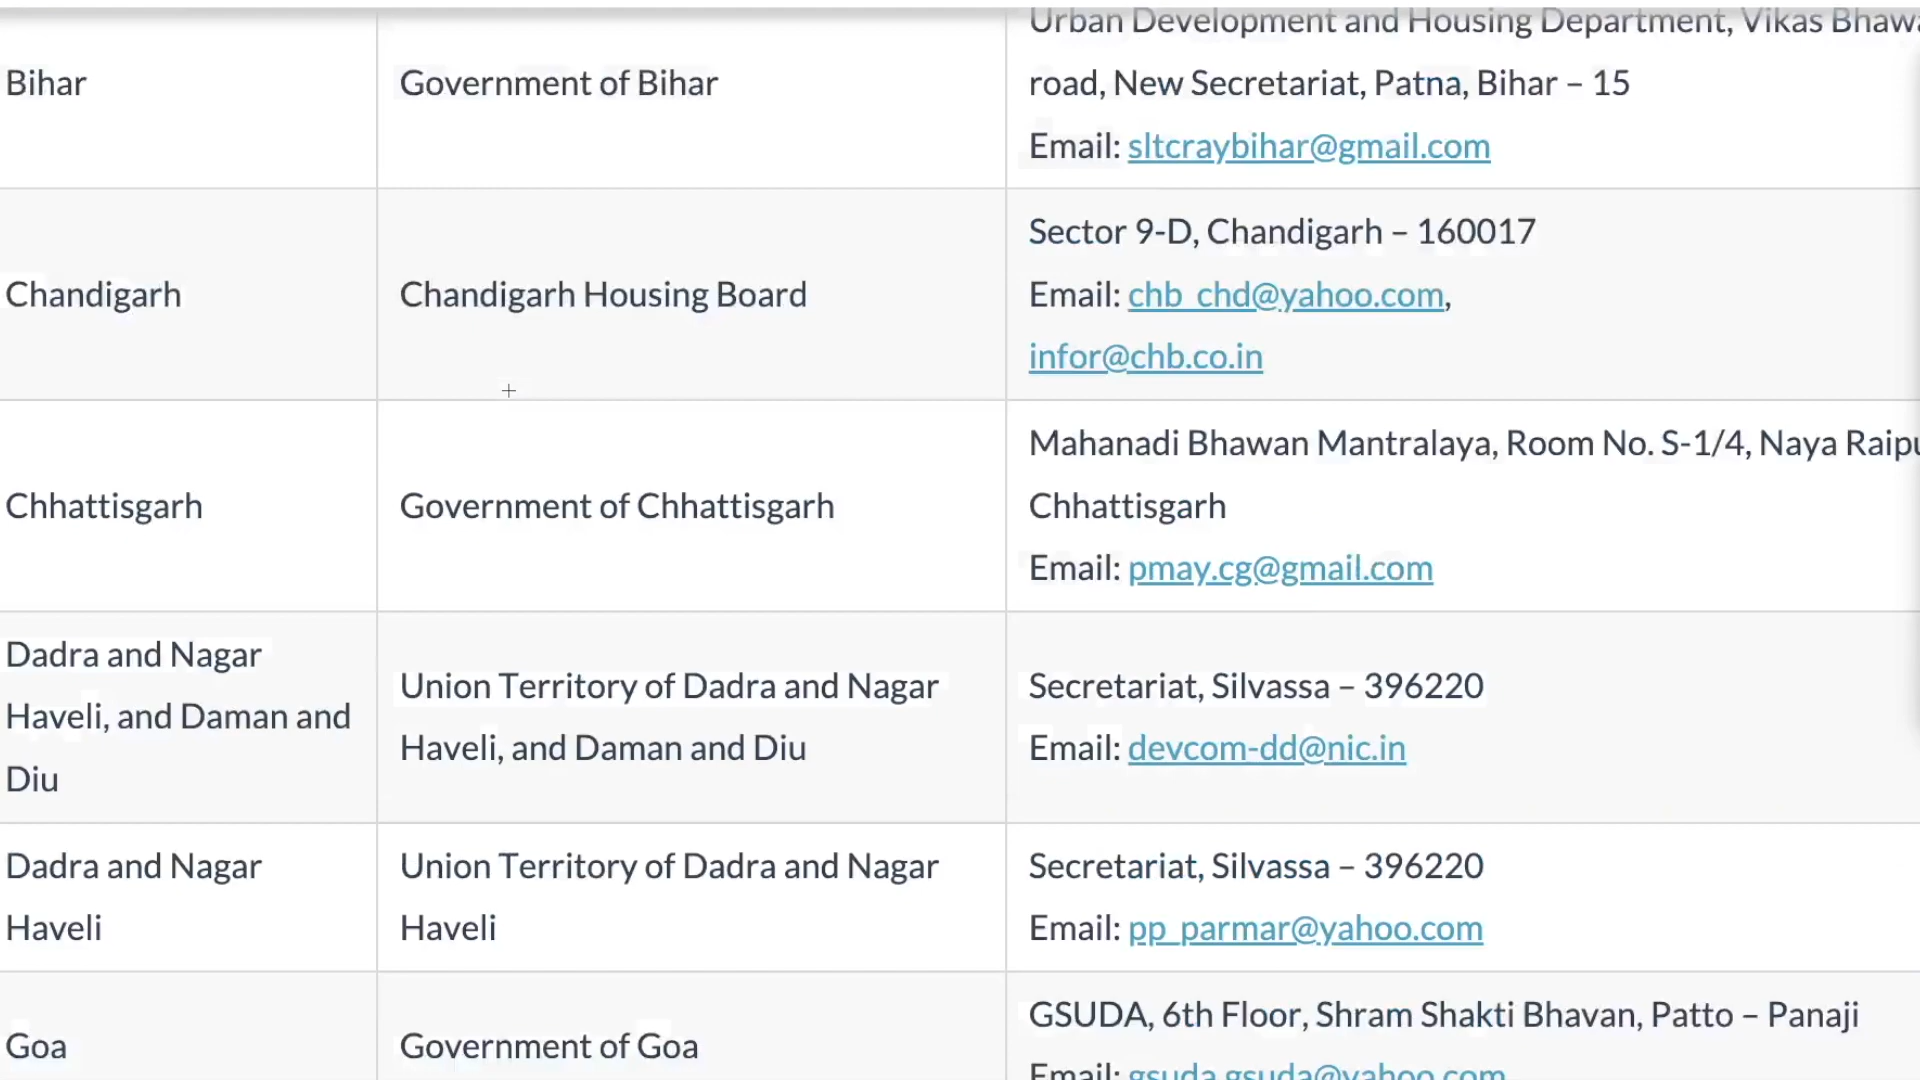 Urban Development and Housing Department, Vikas
Bihar
Government of Bihar
road, New Secretariat, Patna, Bihar – 15
Email: sltcraybihar@gmail.com
Chandigarh
Chandigarh Housing Board
Sector 9-D, Chandigarh – 160017
Email: chb_chd@yahoo.com,
infor@chb.co.in
Chhattisgarh
Government of Chhattisgarh
Mahanadi Bhawan Mantralaya, Room No. S-1/4, Naya
Chhattisgarh
Email: pmay.cg@gmail.com
Dadra and Nagar
Haveli, and Daman and
Diu
Union Territory of Dadra and Nagar
Haveli, and Daman and Diu
Secretariat, Silvassa – 396220
Email: devcom-dd@nic.in
Dadra and Nagar
Haveli
Union Territory of Dadra and Nagar
Haveli
Secretariat, Silvassa – 396220
Email: pp_parmar@yahoo.com
Goa
Government of Goa
GSUDA, 6th Floor, Shram Shakti Bhavan, Patto – Panaji
Email: gsuda.gsuda@yahoo.com